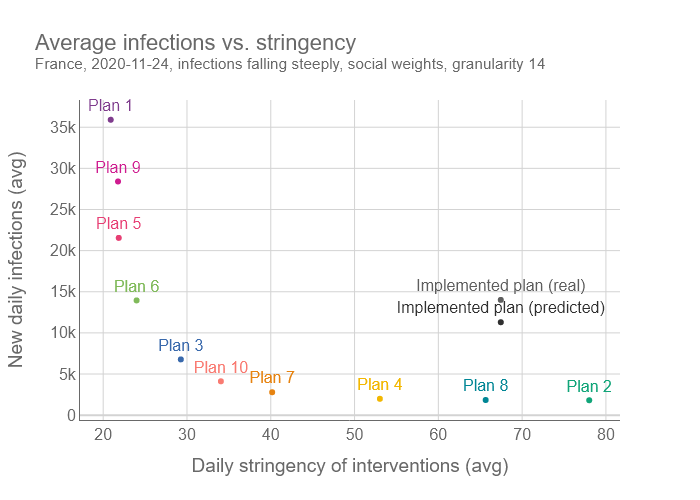 Average infections vs. stringency
France, 2020-11-24, infections falling steeply, social weights, granularity 14
New daily infections (avg)
35k
30k
25k
20k
15k
10k
5k
0
Plan 1
Plan 9
Plan 5
Plan 6
Implemented plan (real)
Implemented plan (predicted)
Plan 3
Plan 10
Plan 7
Plan 4
Plan 8
Plan 2
20 30 40 50 60 70 80
Daily stringency of interventions (avg)